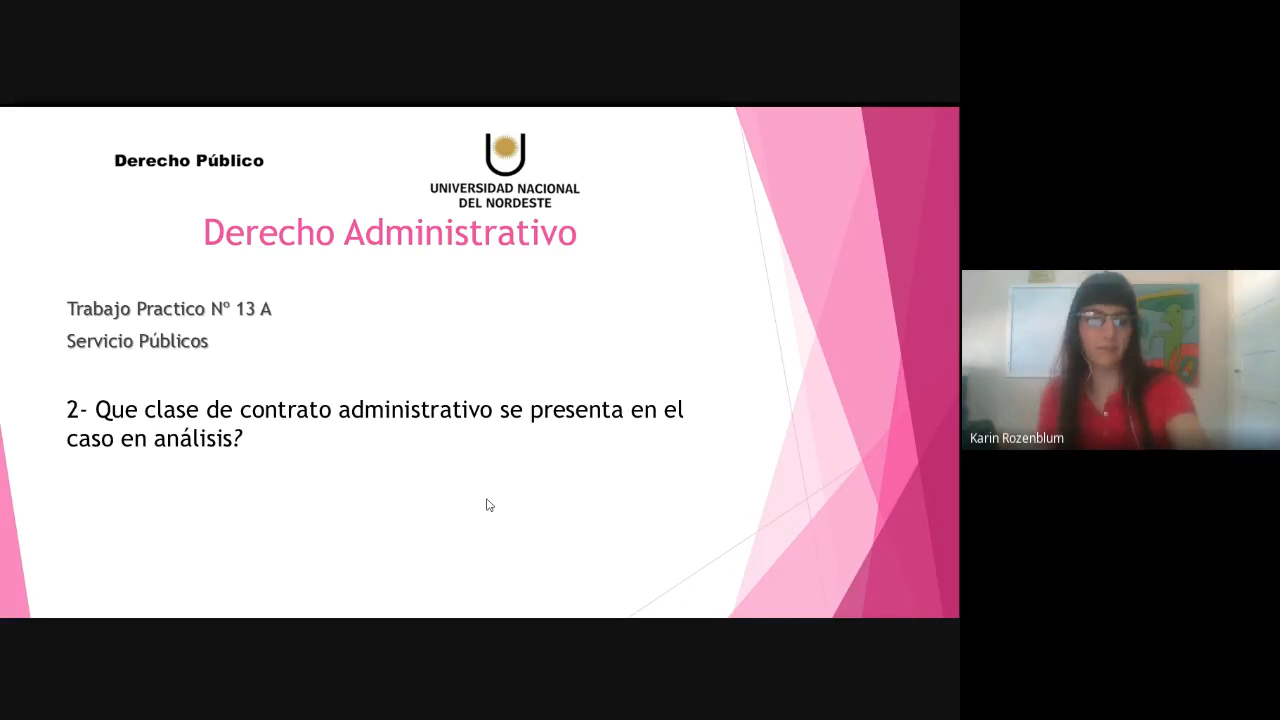 Derecho Público
UNIVERSIDAD NACIONAL
DEL NORDESTE
Derecho Administrativo
Trabajo Practico Nº 13 A
Servicio Públicos
2- Que clase de contrato administrativo se presenta en el
caso en análisis?
Karin Rozenblum